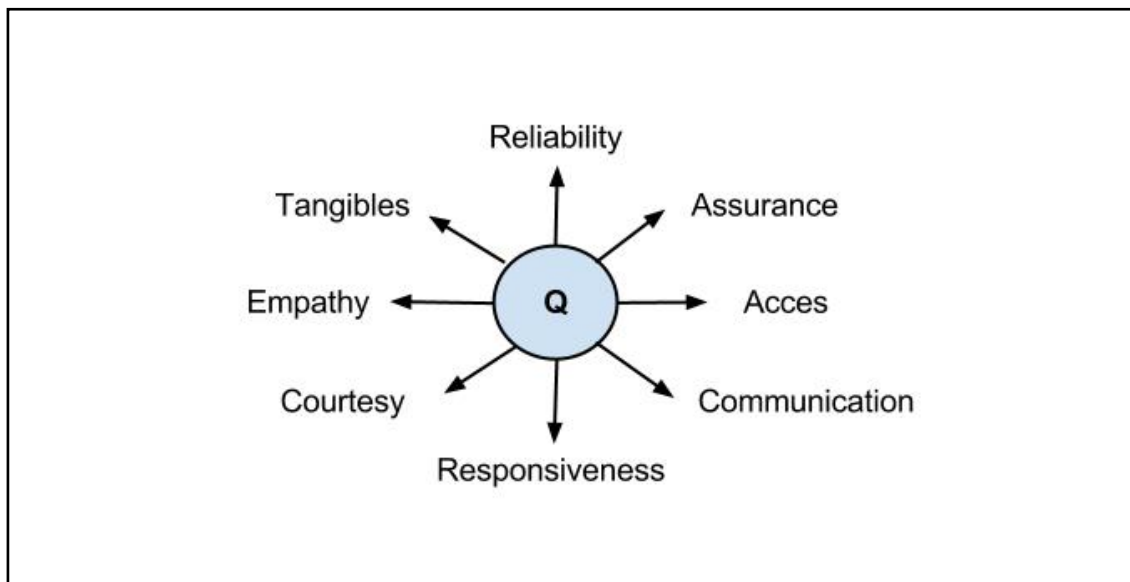 Reliability
Tangibles
Assurance
Empathy
Q
Acces
Courtesy
Communication
Responsiveness